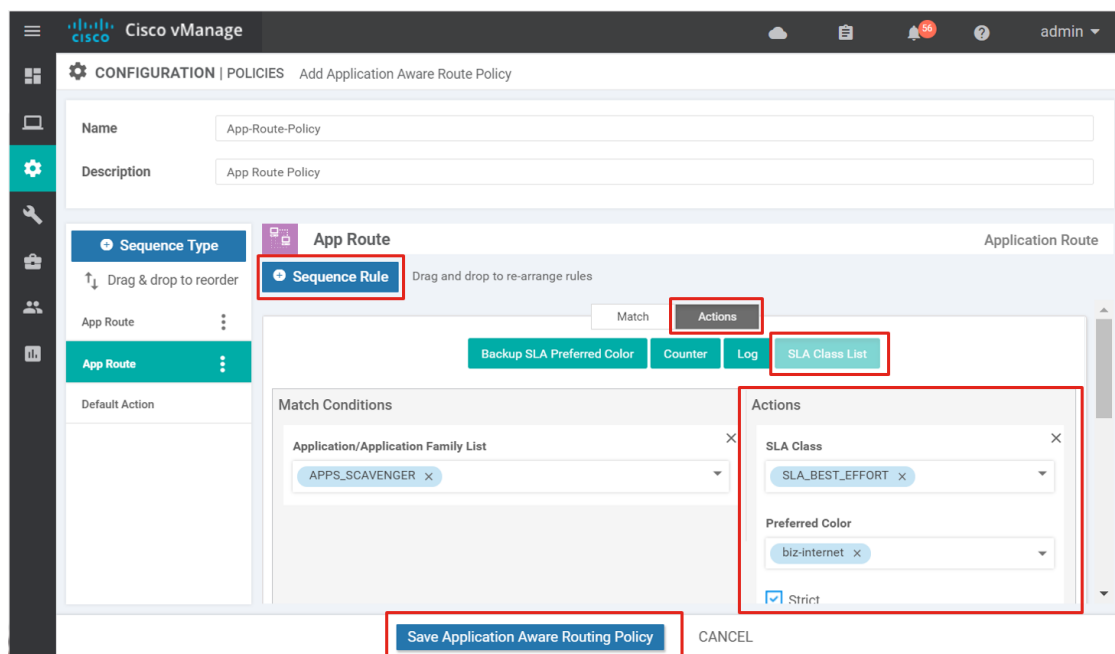 cisco Cisco vManage
56
admin
CONFIGURATION | POLICIES Add Application Aware Route Policy
Name App-Route-Policy
Description App Route Policy
Sequence Type
Drag & drop to reorder
App Route
App Route
Default Action
App Route Application Route
Sequence Rule Drag and drop to re-arrange rules
Match Actions
Backup SLA Preferred Color Counter Log SLA Class List
Match Conditions
Application/Application Family List
APPS_SCAVENGER
Actions
SLA Class
SLA_BEST_EFFORT
Preferred Color
biz-internet
Strict
Save Application Aware Routing Policy CANCEL